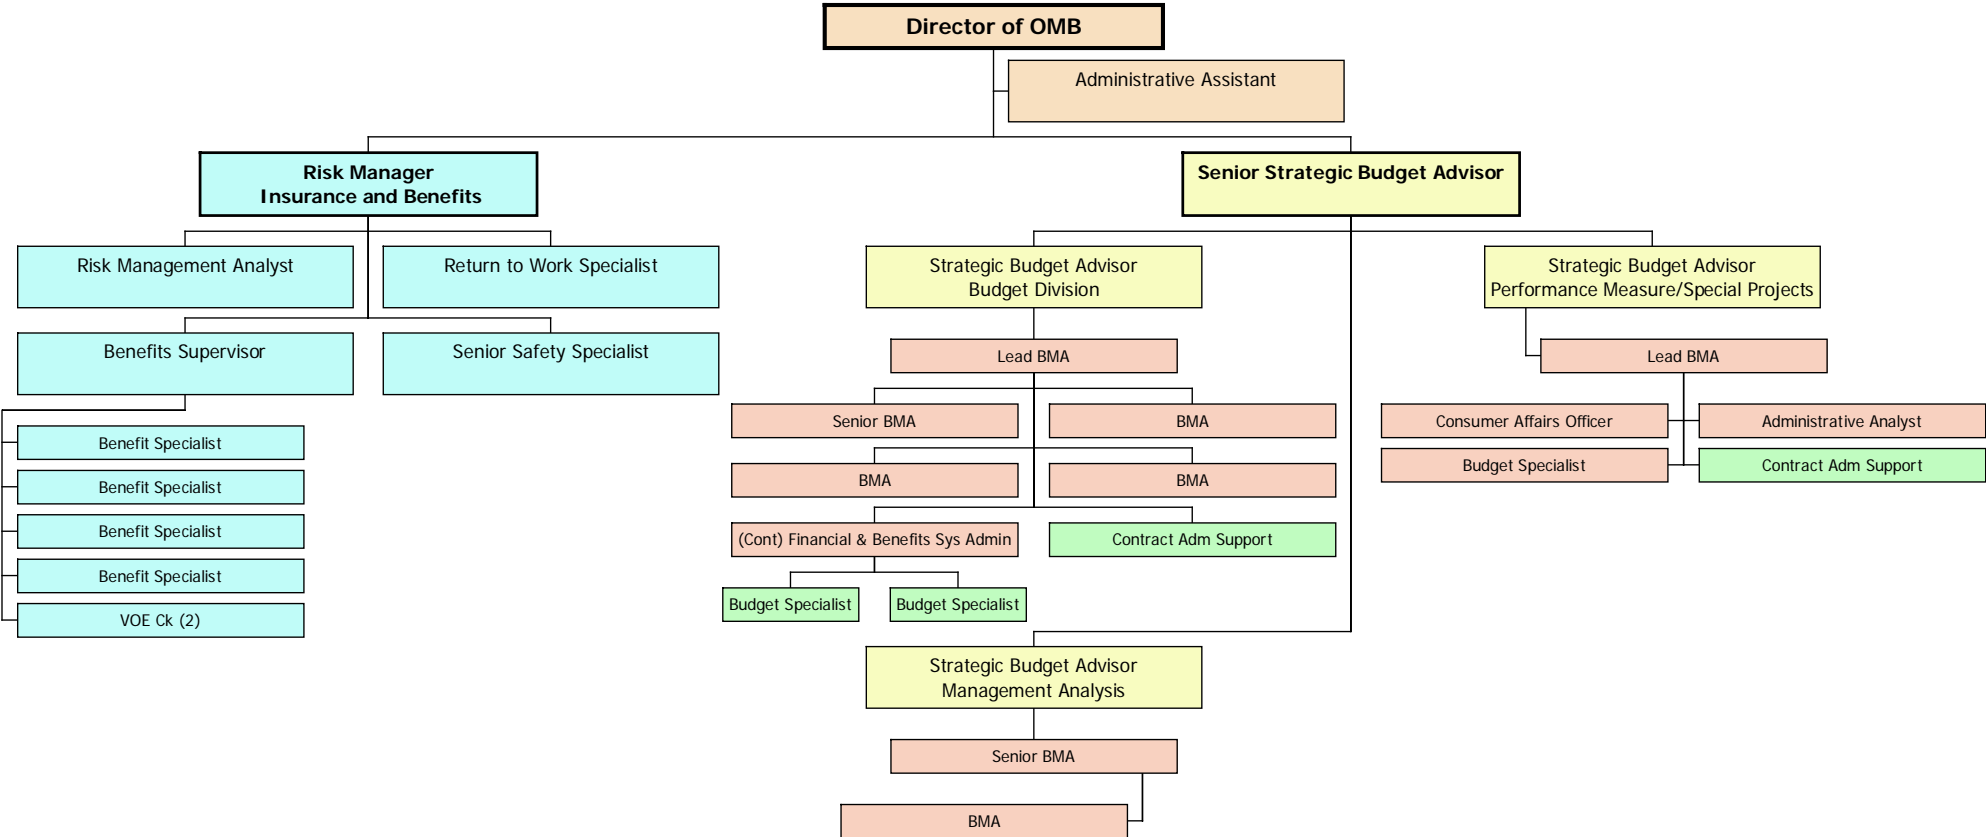 Director of OMB
Administrative Assistant
Risk Manager
Insurance and Benefits
Senior Strategic Budget Advisor
Risk Management Analyst
Return to Work Specialist
Strategic Budget Advisor
Budget Division
Strategic Budget Advisor
Performance Measure/Special Projects
Benefits Supervisor
Senior Safety Specialist
Lead BMA
Lead BMA
Senior BMA
BMA
Consumer Affairs Officer
Administrative Analyst
Benefit Specialist
BMA
BMA
Budget Specialist
Contract Adm Support
Benefit Specialist
Benefit Specialist
(Cont) Financial & Benefits Sys Admin
Contract Adm Support
Benefit Specialist
Budget Specialist
Budget Specialist
VOE Ck (2)
Strategic Budget Advisor
Management Analysis
Senior BMA
BMA